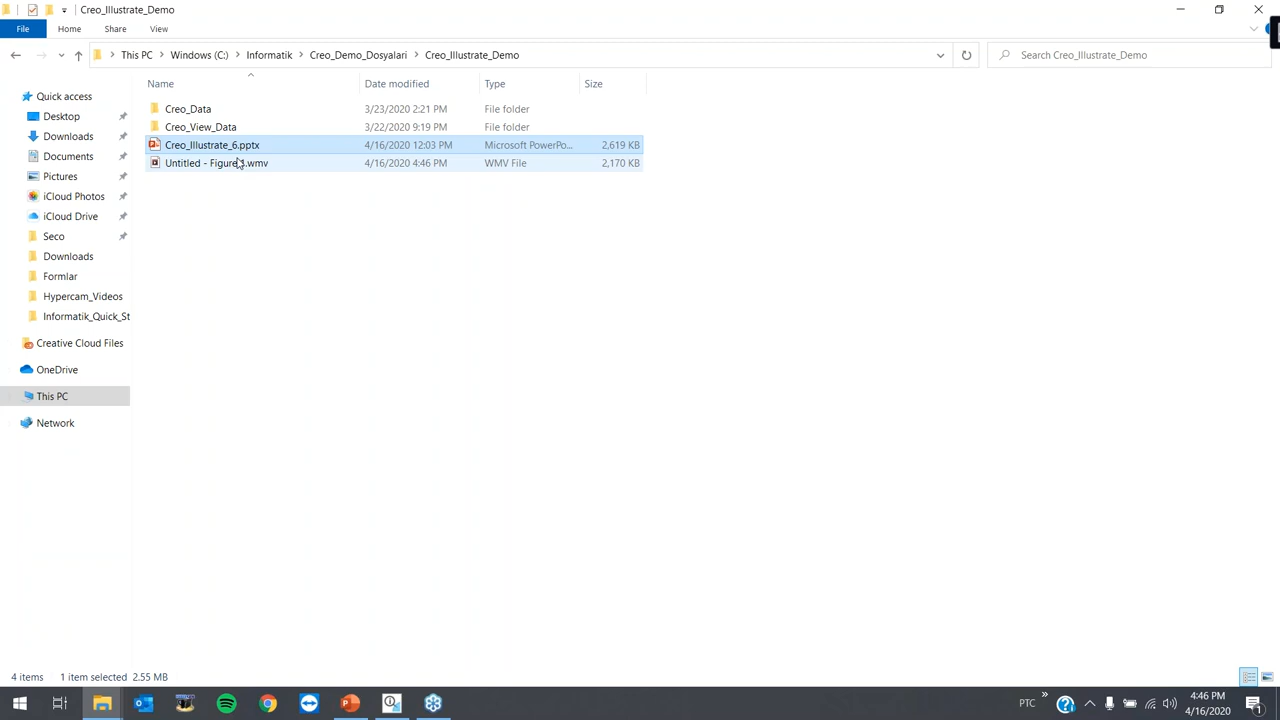 Creo_Illustrate_Demo
File Home Share View
This PC Windows (C:) Informatik Creo_Demo_Dosyalari Creo_Illustrate_Demo
Search Creo_Illustrate_Demo
Name Date modified Type Size
Quick access
Desktop
Downloads
Documents
Pictures
iCloud Photos
iCloud Drive
Seco
Downloads
Formlar
Hypercam_Videos
Informatik_Quick_St
Creative Cloud Files
OneDrive
This PC
Network
Creo_Data 3/23/2020 2:21 PM File folder
Creo_View_Data 3/22/2020 9:19 PM File folder
Creo_Illustrate_6.pptx 4/16/2020 12:03 PM Microsoft PowerPo... 2,619 KB
Untitled - Figure 1.wmv 4/16/2020 4:46 PM WMV File 2,170 KB
4 items 1 item selected 2.55 MB
PTC
4:46 PM
4/16/2020